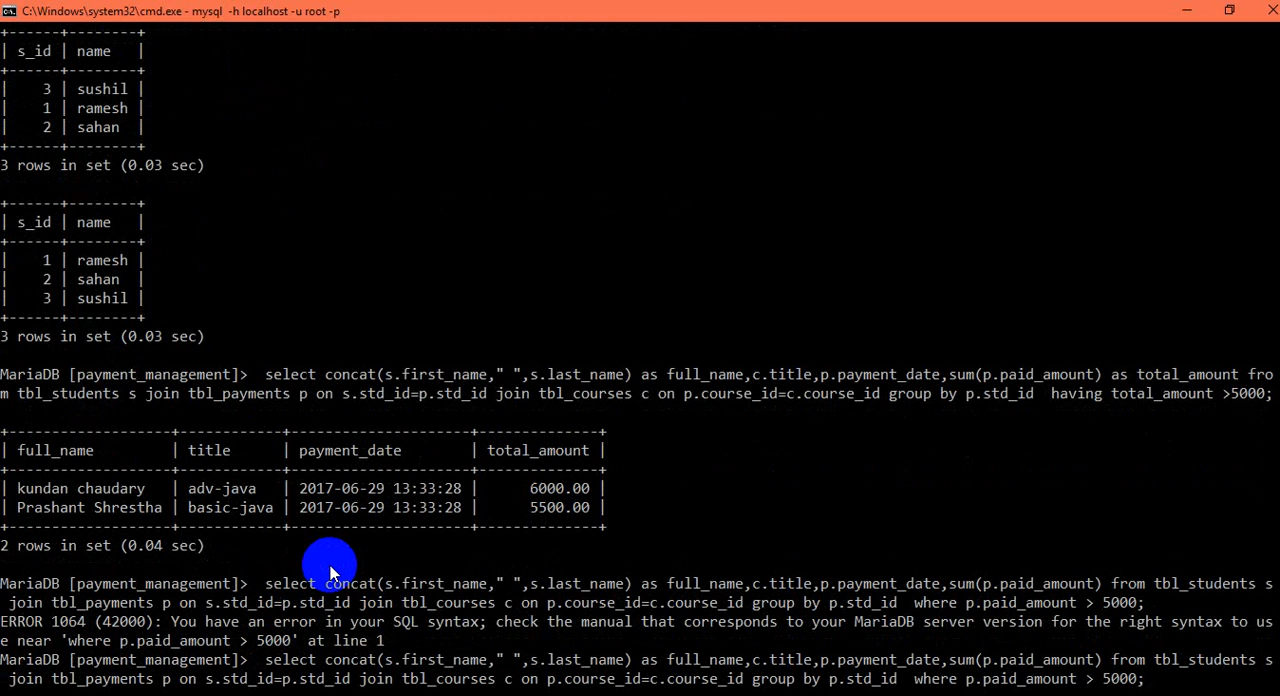 C:\Windows\system32\cmd.exe - mysql -h localhost -u root -p
+------+--------+
| s_id | name   |
+------+--------+
|    3 | sushil |
|    1 | ramesh |
|    2 | sahan  |
+------+--------+
3 rows in set (0.03 sec)
+------+--------+
| s_id | name   |
+------+--------+
|    1 | ramesh |
|    2 | sahan  |
|    3 | sushil |
+------+--------+
3 rows in set (0.03 sec)
MariaDB [payment_management]>  select concat(s.first_name," ",s.last_name) as full_name,c.title,p.payment_date,sum(p.paid_amount) as total_amount fro
m tbl_students s join tbl_payments p on s.std_id=p.std_id join tbl_courses c on p.course_id=c.course_id group by p.std_id  having total_amount >5000;
+------------------+------------+---------------------+--------------+
| full_name        | title      | payment_date        | total_amount |
+------------------+------------+---------------------+--------------+
| kundan chaudary  | adv-java   | 2017-06-29 13:33:28 |      6000.00 |
| Prashant Shrestha | basic-java | 2017-06-29 13:33:28 |      5500.00 |
+------------------+------------+---------------------+--------------+
2 rows in set (0.04 sec)
MariaDB [payment_management]>  select concat(s.first_name," ",s.last_name) as full_name,c.title,p.payment_date,sum(p.paid_amount) from tbl_students s
 join tbl_payments p on s.std_id=p.std_id join tbl_courses c on p.course_id=c.course_id group by p.std_id  where p.paid_amount > 5000;
ERROR 1064 (42000): You have an error in your SQL syntax; check the manual that corresponds to your MariaDB server version for the right syntax to us
e near 'where p.paid_amount > 5000' at line 1
MariaDB [payment_management]>  select concat(s.first_name," ",s.last_name) as full_name,c.title,p.payment_date,sum(p.paid_amount) from tbl_students s
 join tbl_payments p on s.std_id=p.std_id join tbl_courses c on p.course_id=c.course_id group by p.std_id  where p.paid_amount > 5000;